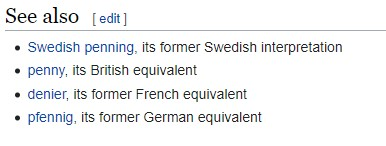 See also [ edit ]
• Swedish penning, its former Swedish interpretation
• penny, its British equivalent
• denier, its former French equivalent
• pfennig, its former German equivalent